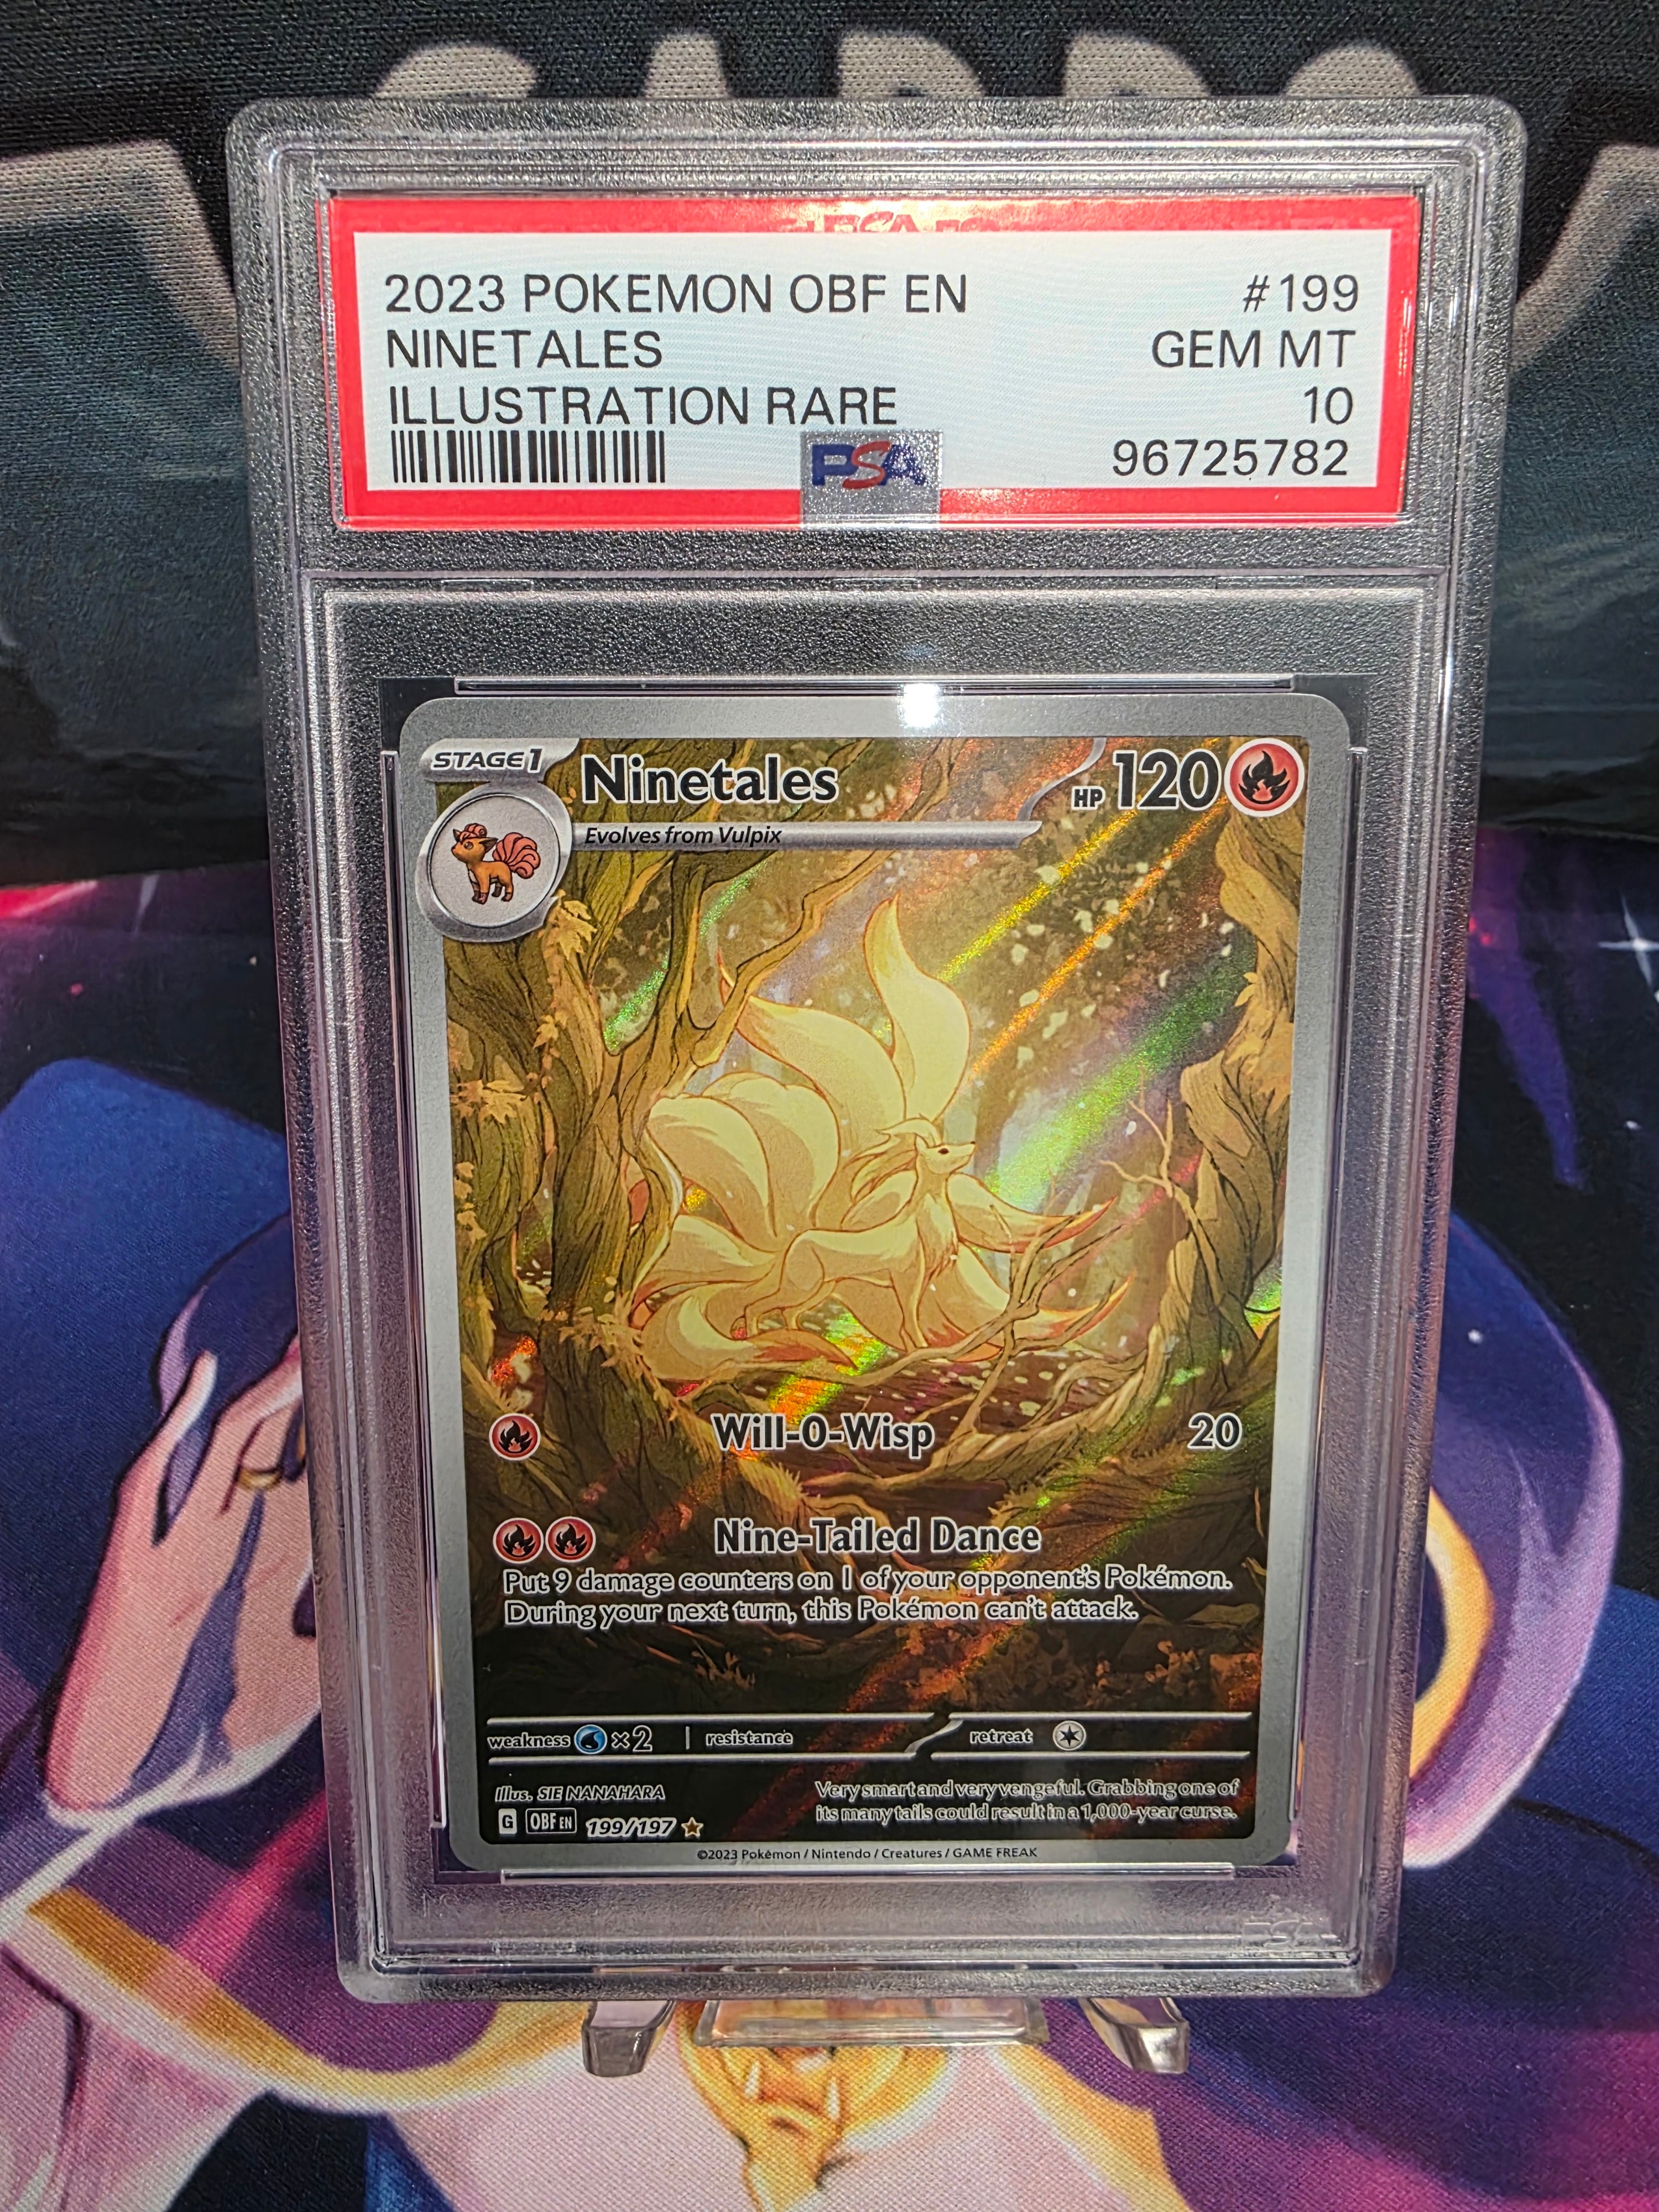 CARDS
2023 POKEMON OBF EN #199
NINETALES GEM MT
ILLUSTRATION RARE 10
PSA 96725782
STAGE1 Ninetales HP 120
Evolves from Vulpix
Will-O-Wisp 20
Nine-Tailed Dance
Put 9 damage counters on 1 of your opponent's Pokémon.
During your next turn, this Pokémon can't attack.
weakness ×2 resistance retreat
Illus. SIE NANAHARA
Very smart and very vengeful. Grabbing one of
its many tails could result in a 1,000-year curse.
G OBF EN 199/197
©2023 Pokémon / Nintendo / Creatures / GAME FREAK
PSA